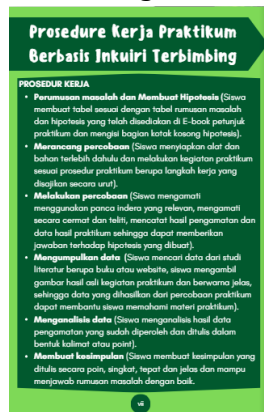 Prosedure Kerja Praktikum
Berbasis Inkuiri Terbimbing
PROSEDUR KERJA
• Perumusan masalah dan Membuat Hipotesis (Siswa
membuat tabel sesuai dengan tabel rumusan masalah
dan hipotesis yang telah disediakan di E-book petunjuk
praktikum dan mengisi bagian kotak kosong hipotesis).
• Merancang percobaan (Siswa menyiapkan alat dan
bahan terlebih dahulu dan melakukan kegiatan praktikum
sesuai prosedur praktikum berupa langkah kerja yang
disajikan secara urut).
• Melakukan percobaan (Siswa mengamati
menggunakan panca indera yang relevan, mengamati
secara cermat dan teliti, mencatat hasil pengamatan dan
data hasil praktikum sehingga dapat memberikan
jawaban terhadap hipotesis yang dibuat).
• Mengumpulkan data (Siswa mencari data dari studi
literatur berupa buku atau website, siswa mengambil
gambar hasil asli kegiatan praktikum dan berwarna jelas,
sehingga data yang dihasilkan dari percobaan praktikum
dapat membantu siswa memahami materi praktikum).
• Menganalisis data (Siswa menganalisis hasil data
pengamatan yang sudah diperoleh dan ditulis dalam
bentuk kalimat atau point).
• Membuat kesimpulan (Siswa membuat kesimpulan yang
ditulis secara poin, singkat, tepat dan jelas dan mampu
menjawab rumusan masalah dengan baik.
vii